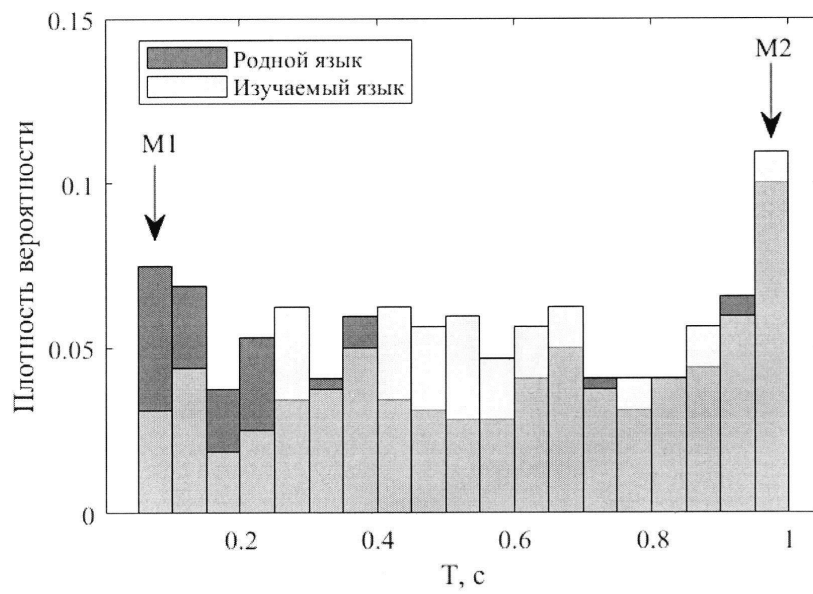 0.15
M2
Родной язык
Изучаемый язык
M1
Плотность вероятности
0.1
0.05
0
0.2
0.4
0.6
0.8
1
T, с